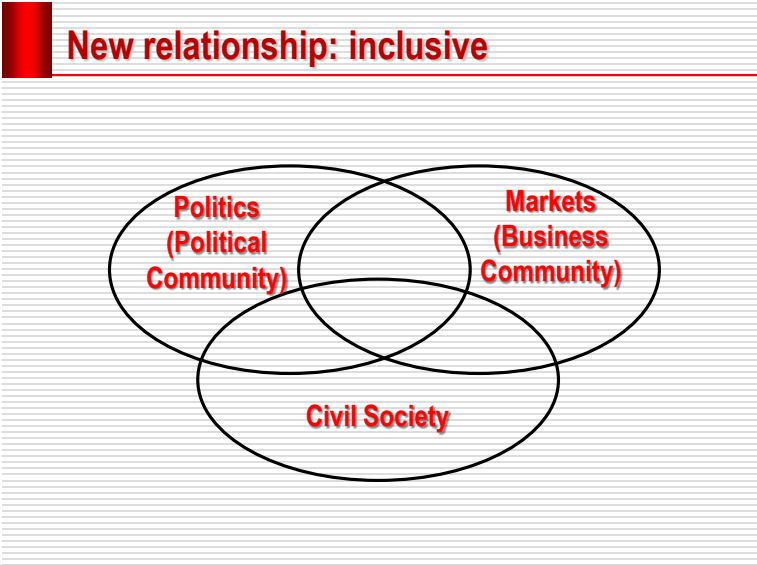 New relationship: inclusive
Politics
(Political
Community)
Markets
(Business
Community)
Civil Society